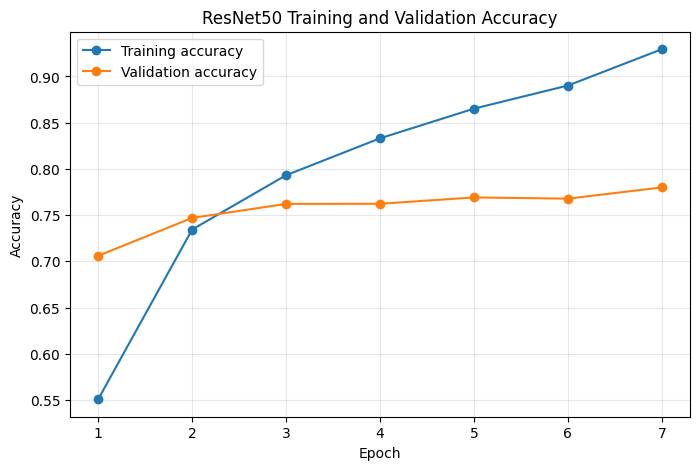 ResNet50 Training and Validation Accuracy
Training accuracy
Validation accuracy
0.90
0.85
0.80
0.75
0.70
0.65
0.60
0.55
Accuracy
1 2 3 4 5 6 7
Epoch